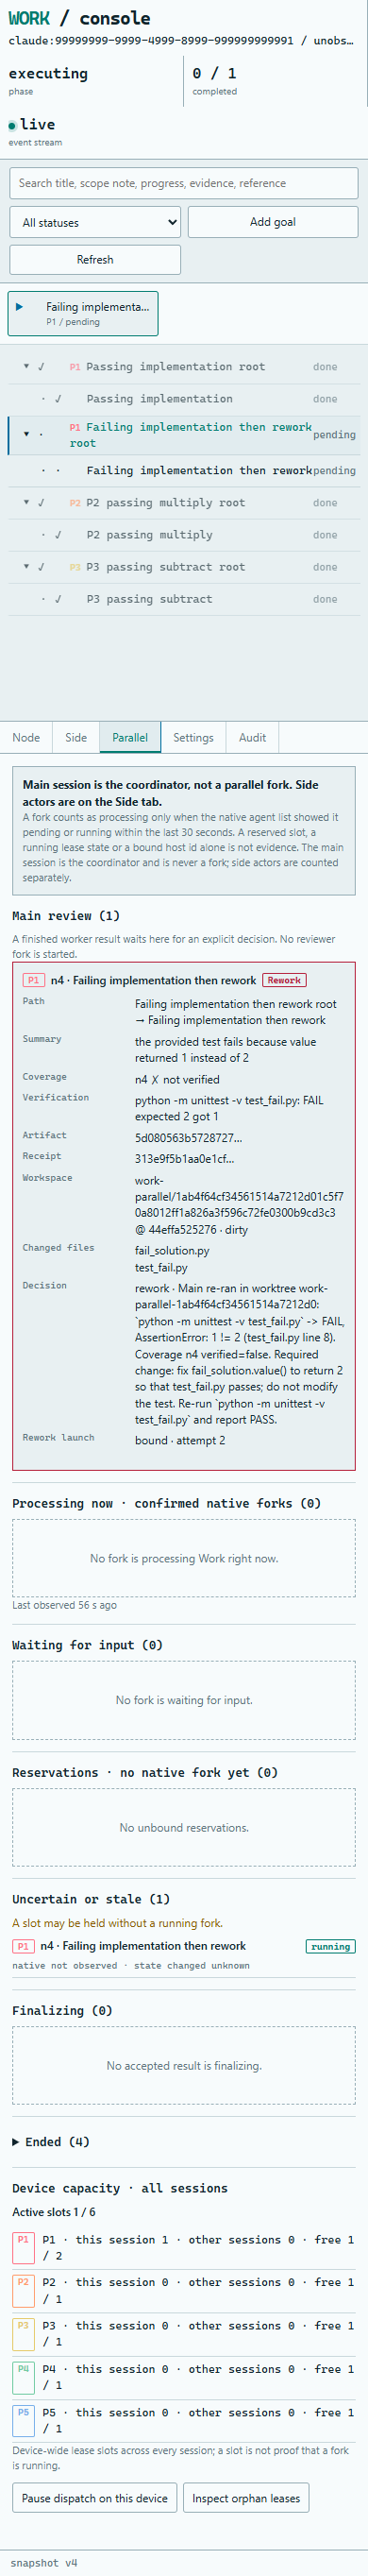 WORK / console
claude:99999999-9999-4999-8999-999999999991 / unobs…
executing
phase
0 / 1
completed
live
event stream
Search title, scope note, progress, evidence, reference
All statuses
Add goal
Refresh
Failing implementa...
P1 / pending
P1 Passing implementation root done
Passing implementation done
P1 Failing implementation then rework root pending
Failing implementation then rework pending
P2 P2 passing multiply root done
P2 passing multiply done
P3 P3 passing subtract root done
P3 passing subtract done
Node
Side
Parallel
Settings
Audit
Main session is the coordinator, not a parallel fork. Side
actors are on the Side tab.
A fork counts as processing only when the native agent list showed it
pending or running within the last 30 seconds. A reserved slot, a
running lease state or a bound host id alone is not evidence. The main
session is the coordinator and is never a fork; side actors are counted
separately.
Main review (1)
A finished worker result waits here for an explicit decision. No reviewer
fork is started.
P1 n4 · Failing implementation then rework Rework
Path
Failing implementation then rework root
→ Failing implementation then rework
Summary
the provided test fails because value
returned 1 instead of 2
Coverage
n4 ✗ not verified
Verification
python -m unittest -v test_fail.py: FAIL
expected 2 got 1
Artifact
5d080563b5728727…
Receipt
313e9f5b1aa0e1cf…
Workspace
work-
parallel/1ab4f64cf34561514a7212d01c5f7
0a8012ff1a826a3f596c72fe0300b9cd3c3
@ 44effa525276 · dirty
Changed files
fail_solution.py
test_fail.py
Decision
rework · Main re-ran in worktree work-
parallel-1ab4f64cf34561514a7212d0:
`python -m unittest -v test_fail.py` -> FAIL,
AssertionError: 1 != 2 (test_fail.py line 8).
Coverage n4 verified=false. Required
change: fix fail_solution.value() to return 2
so that test_fail.py passes; do not modify
the test. Re-run `python -m unittest -v
test_fail.py` and report PASS.
Rework launch
bound · attempt 2
Processing now · confirmed native forks (0)
No fork is processing Work right now.
Last observed 56 s ago
Waiting for input (0)
No fork is waiting for input.
Reservations · no native fork yet (0)
No unbound reservations.
Uncertain or stale (1)
A slot may be held without a running fork.
P1 n4 · Failing implementation then rework running
native not observed · state changed unknown
Finalizing (0)
No accepted result is finalizing.
Ended (4)
Device capacity · all sessions
Active slots 1 / 6
P1 P1 · this session 1 · other sessions 0 · free 1
/ 2
P2 P2 · this session 0 · other sessions 0 · free 1
/ 1
P3 P3 · this session 0 · other sessions 0 · free 1
/ 1
P4 P4 · this session 0 · other sessions 0 · free 1
/ 1
P5 P5 · this session 0 · other sessions 0 · free 1
/ 1
Device-wide lease slots across every session; a slot is not proof that a fork
is running.
Pause dispatch on this device
Inspect orphan leases
snapshot v4